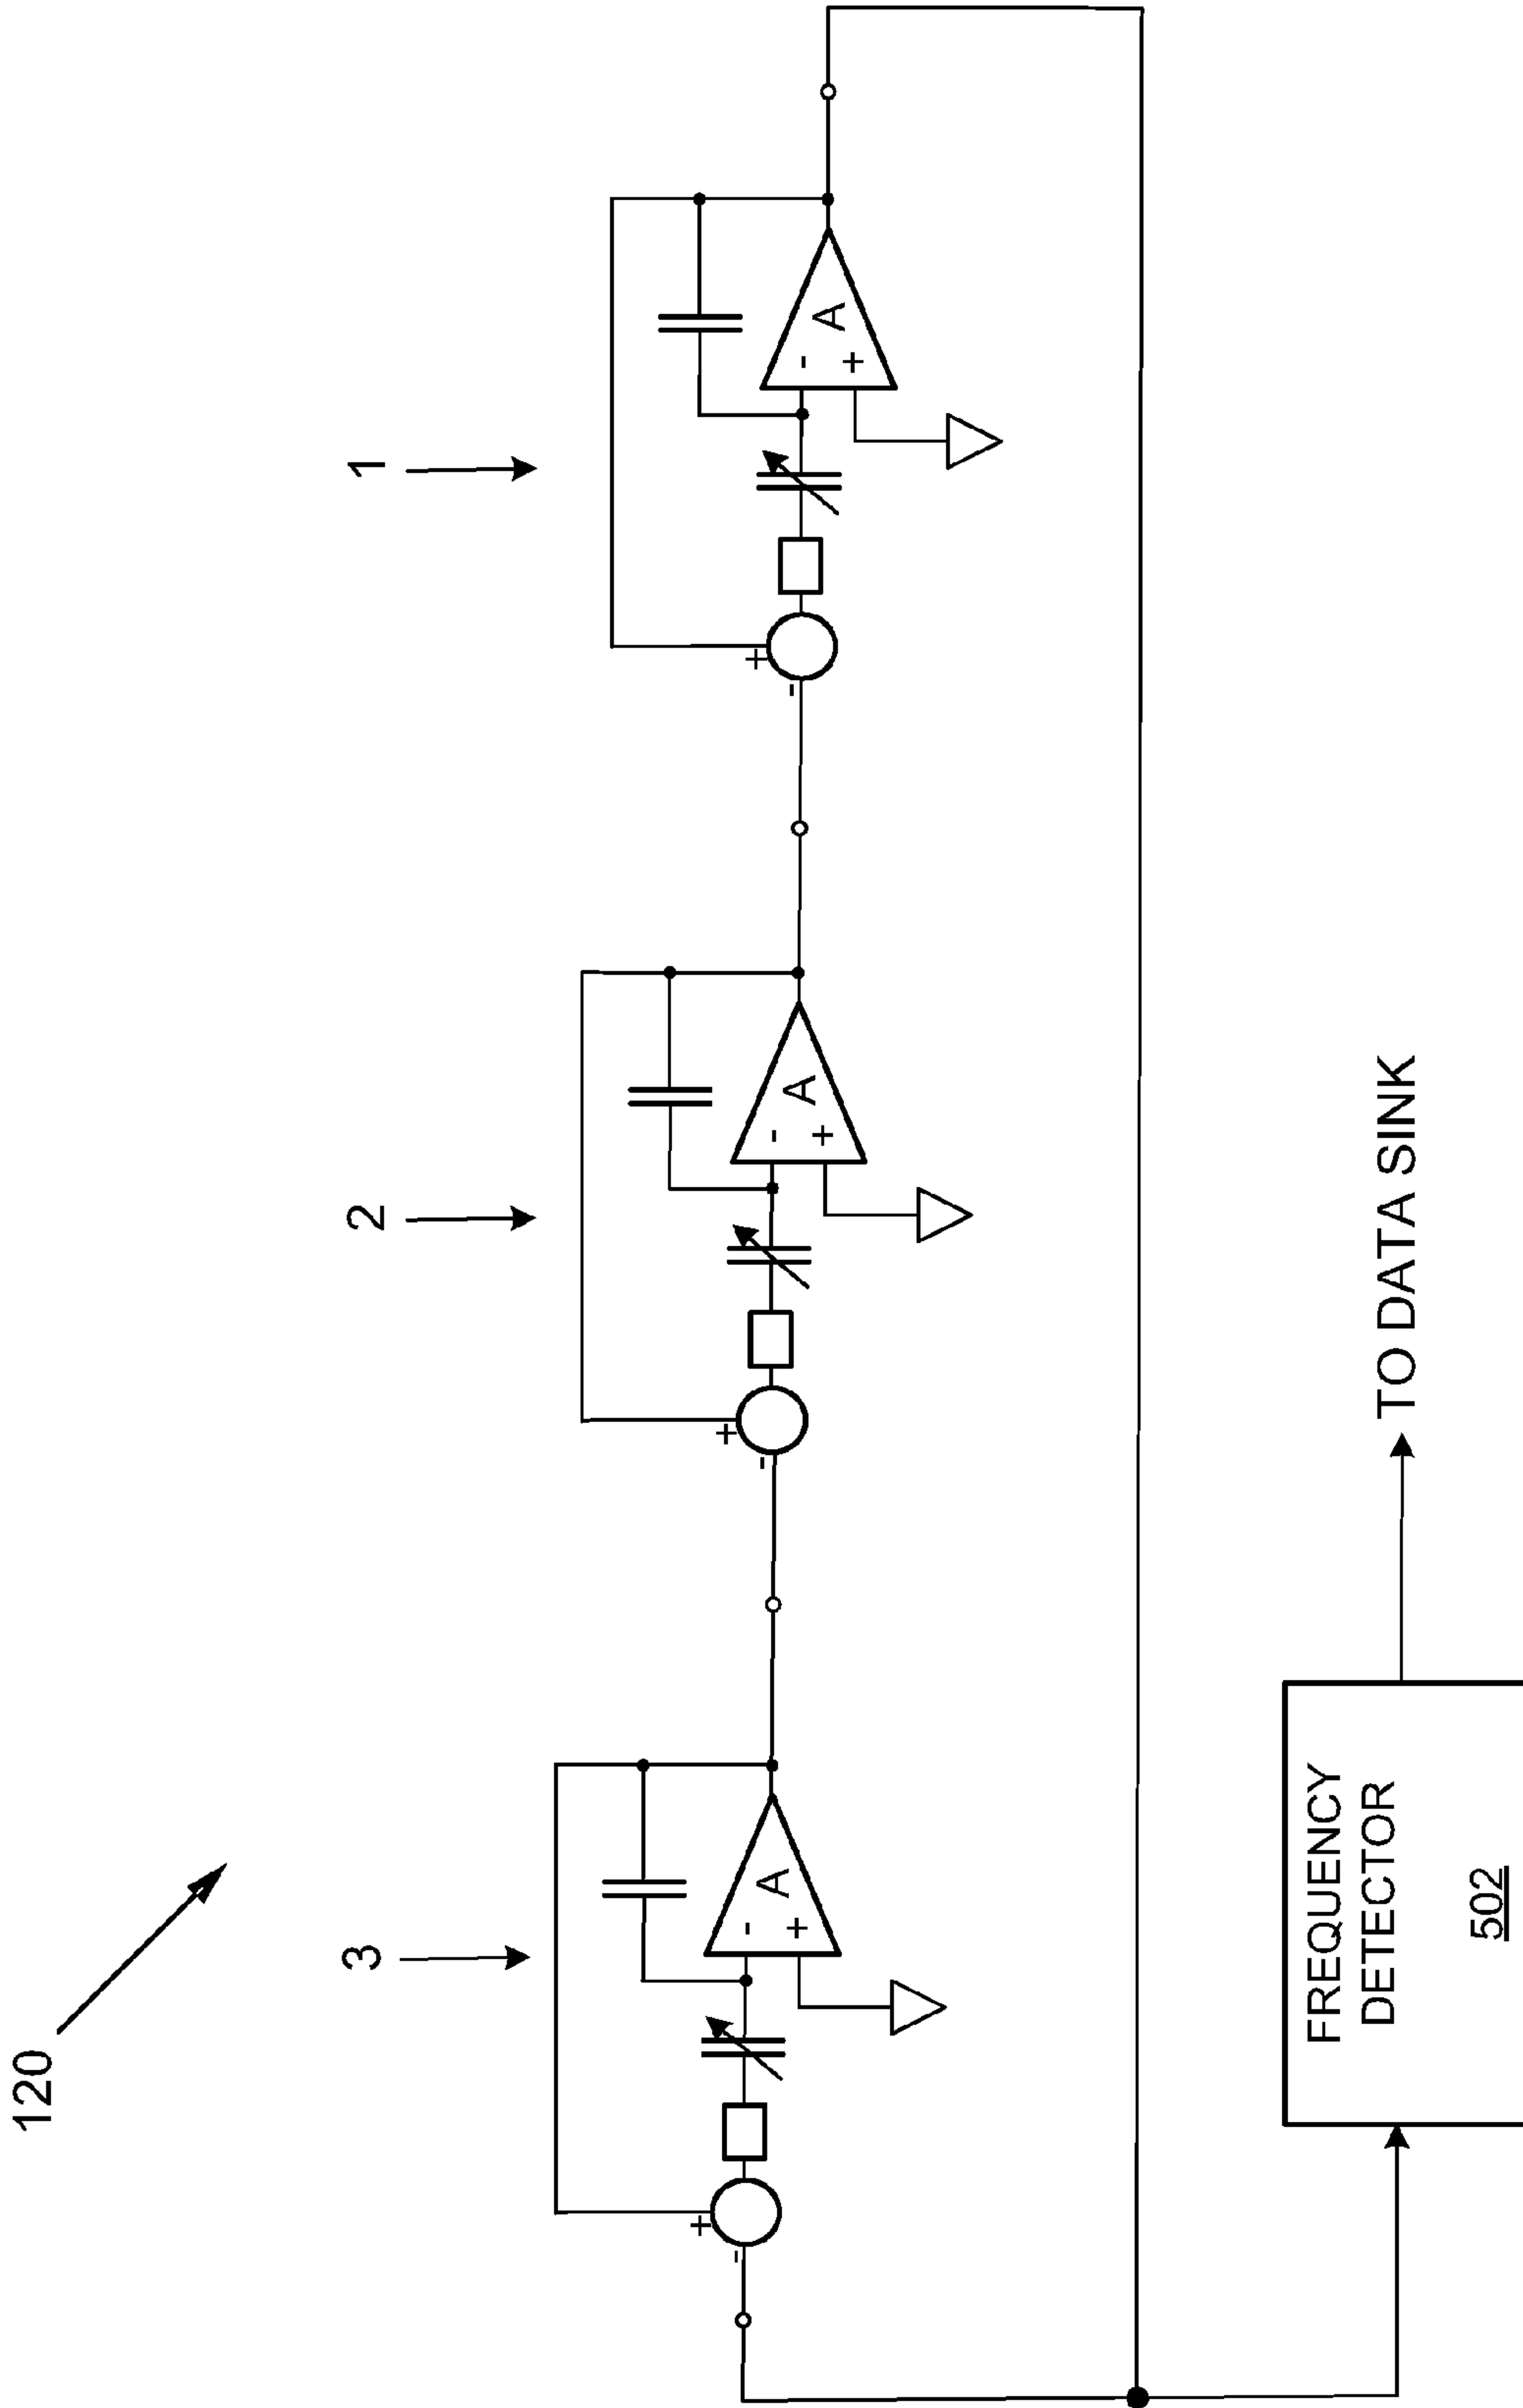 120
3
2
1
+
-
-
+
A
+
-
-
+
A
+
-
-
+
A
FREQUENCY
DETECTOR
502
TO DATA SINK